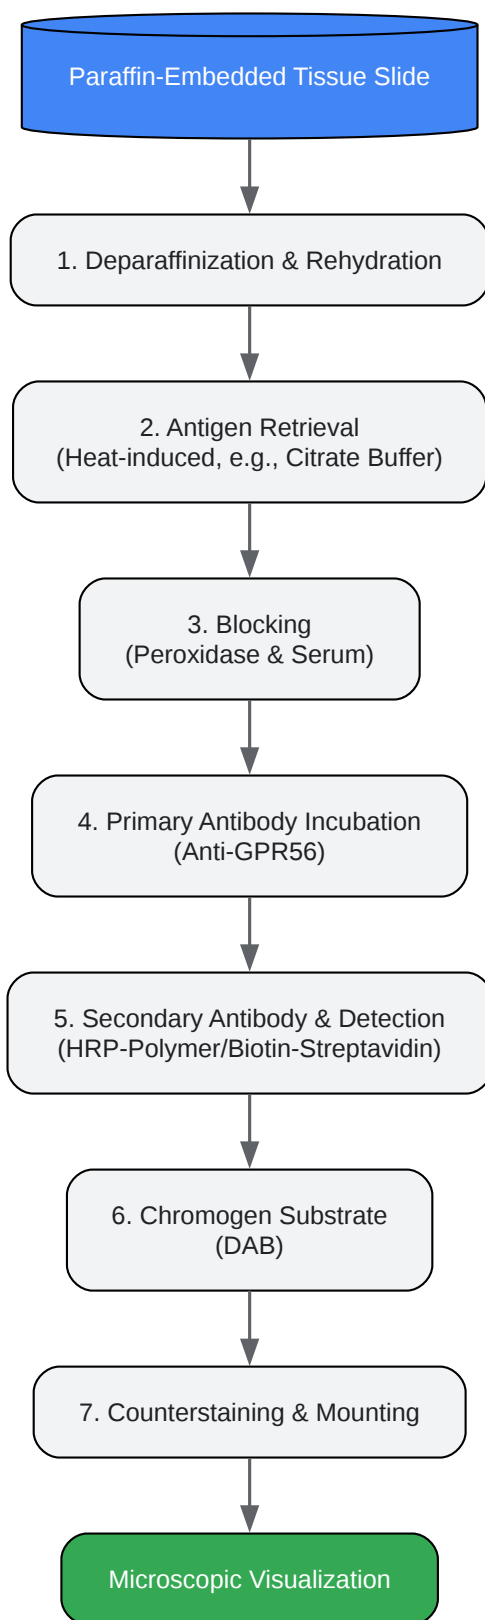 Paraffin-Embedded Tissue Slide
1. Deparaffinization & Rehydration
2. Antigen Retrieval
(Heat-induced, e.g., Citrate Buffer)
3. Blocking
(Peroxidase & Serum)
4. Primary Antibody Incubation
(Anti-GPR56)
5. Secondary Antibody & Detection
(HRP-Polymer/Biotin-Streptavidin)
6. Chromogen Substrate
(DAB)
7. Counterstaining & Mounting
Microscopic Visualization